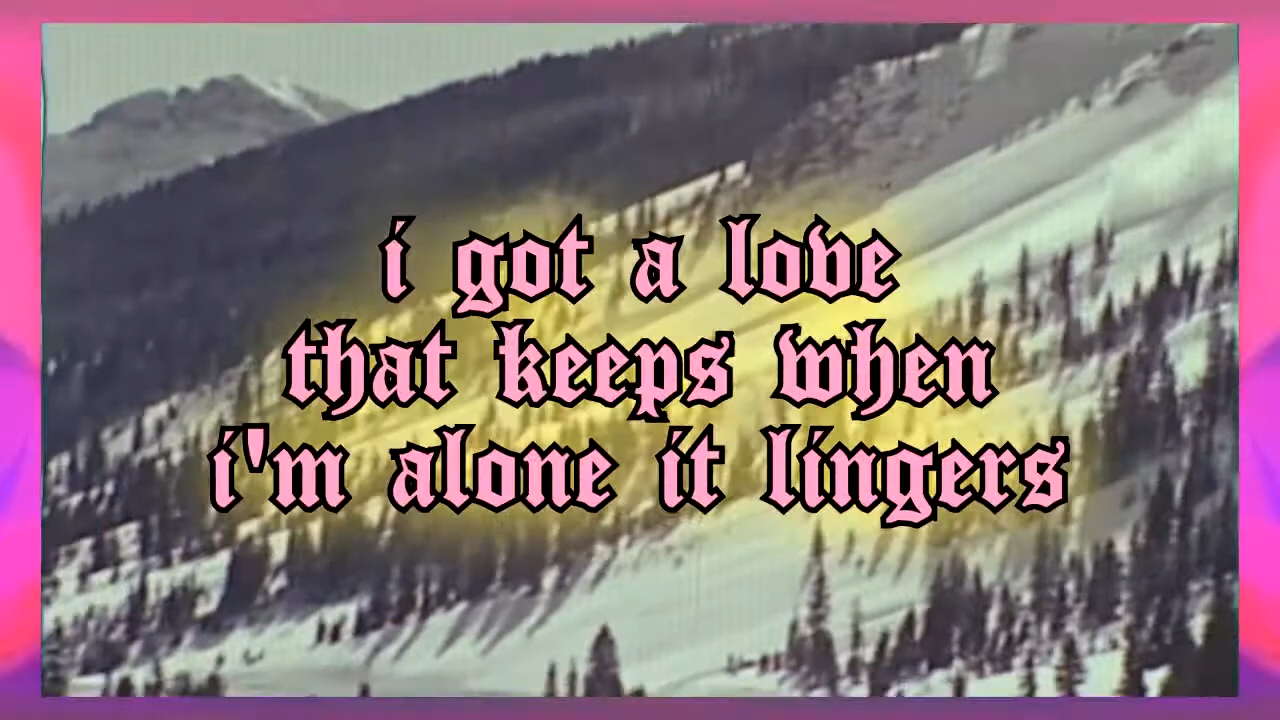 i got a love
that keeps when
i'm alone it lingers